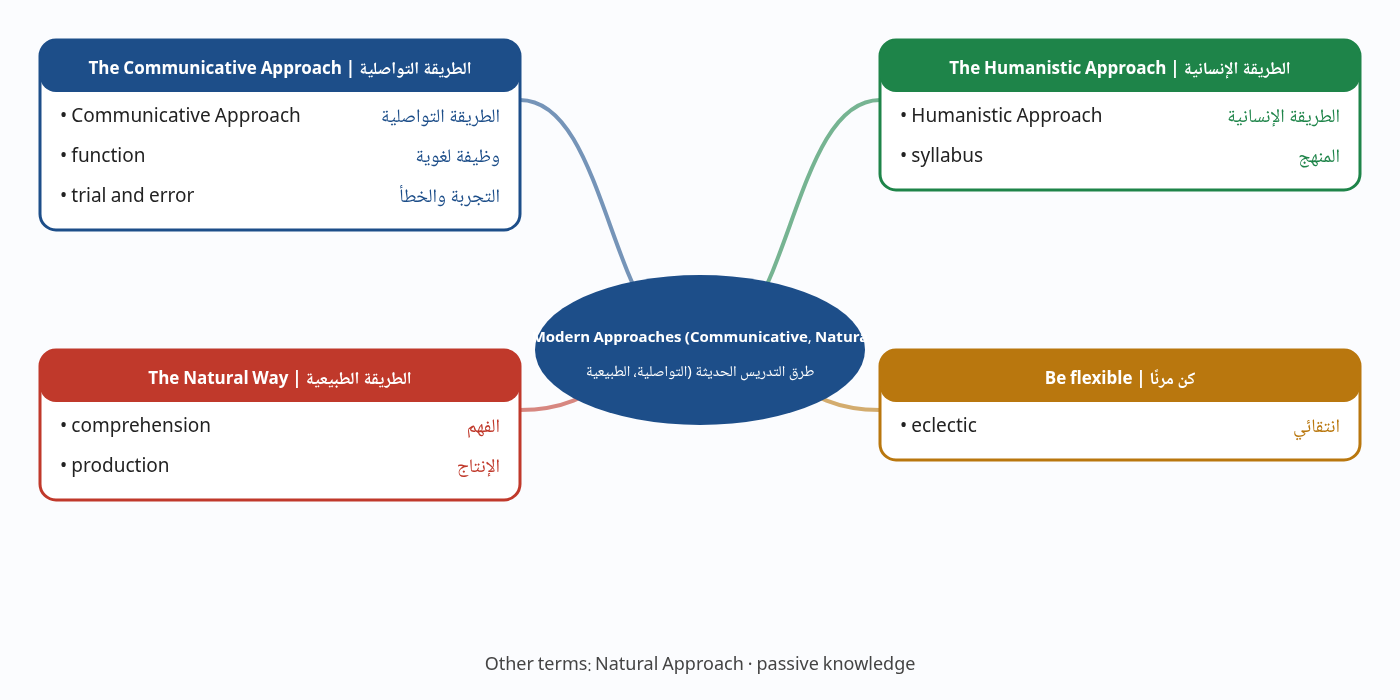 The Communicative Approach | الطريقة التواصلية
• Communicative Approach الطريقة التواصلية
• function وظيفة لغوية
• trial and error التجربة والخطأ
The Humanistic Approach | الطريقة الإنسانية
• Humanistic Approach الطريقة الإنسانية
• syllabus المنهج
Modern Approaches (Communicative, Natura
طرق التدريس الحديثة (التواصلية، الطبيعية
The Natural Way | الطريقة الطبيعية
• comprehension الفهم
• production الإنتاج
Be flexible | كن مرنًا
• eclectic انتقائي
Other terms: Natural Approach · passive knowledge